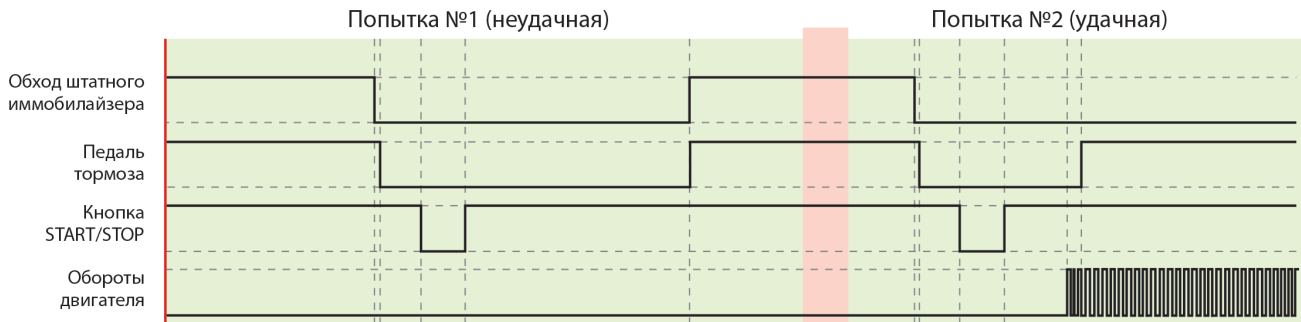 Попытка №1 (неудачная)
Попытка №2 (удачная)
Обход штатного
иммобилайзера
Педаль
тормоза
Кнопка
START/STOP
Обороты
двигателя